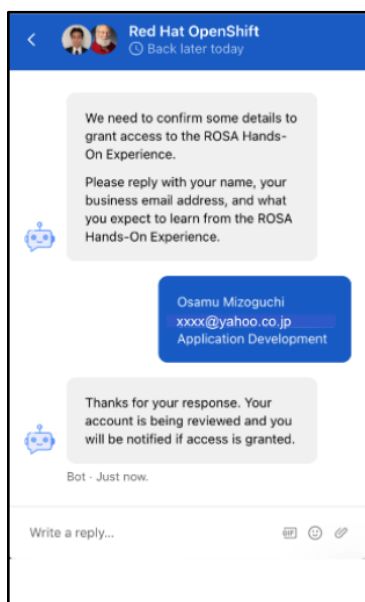 Red Hat OpenShift
Back later today
We need to confirm some details to
grant access to the ROSA Hands-
On Experience.
Please reply with your name, your
business email address, and what
you expect to learn from the ROSA
Hands-On Experience.
Osamu Mizoguchi
xxxx@yahoo.co.jp
Application Development
Thanks for your response. Your
account is being reviewed and you
will be notified if access is granted.
Bot · Just now.
Write a reply...
GIF